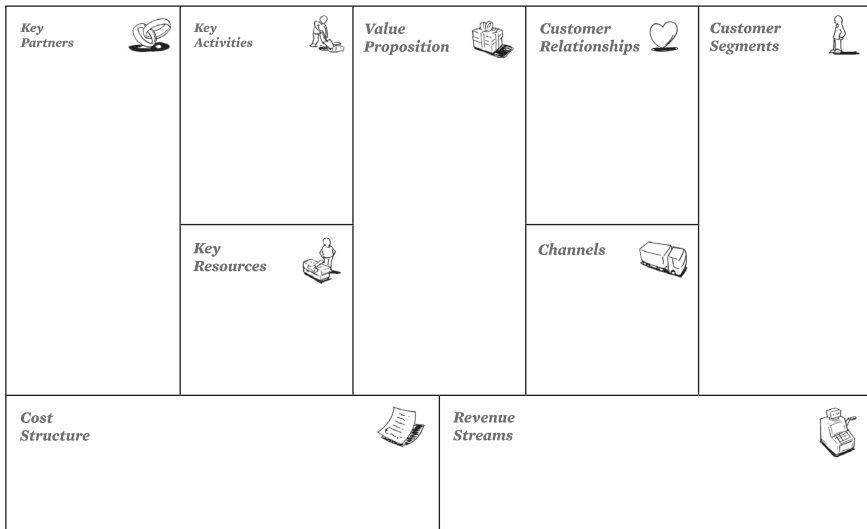 Key
Partners
Key
Activities
Value
Proposition
Customer
Relationships
Customer
Segments
Key
Resources
Channels
Cost
Structure
Revenue
Streams